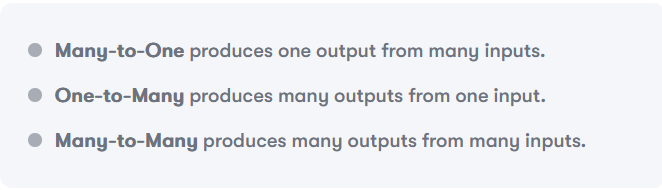 Many-to-One produces one output from many inputs.
One-to-Many produces many outputs from one input.
Many-to-Many produces many outputs from many inputs.